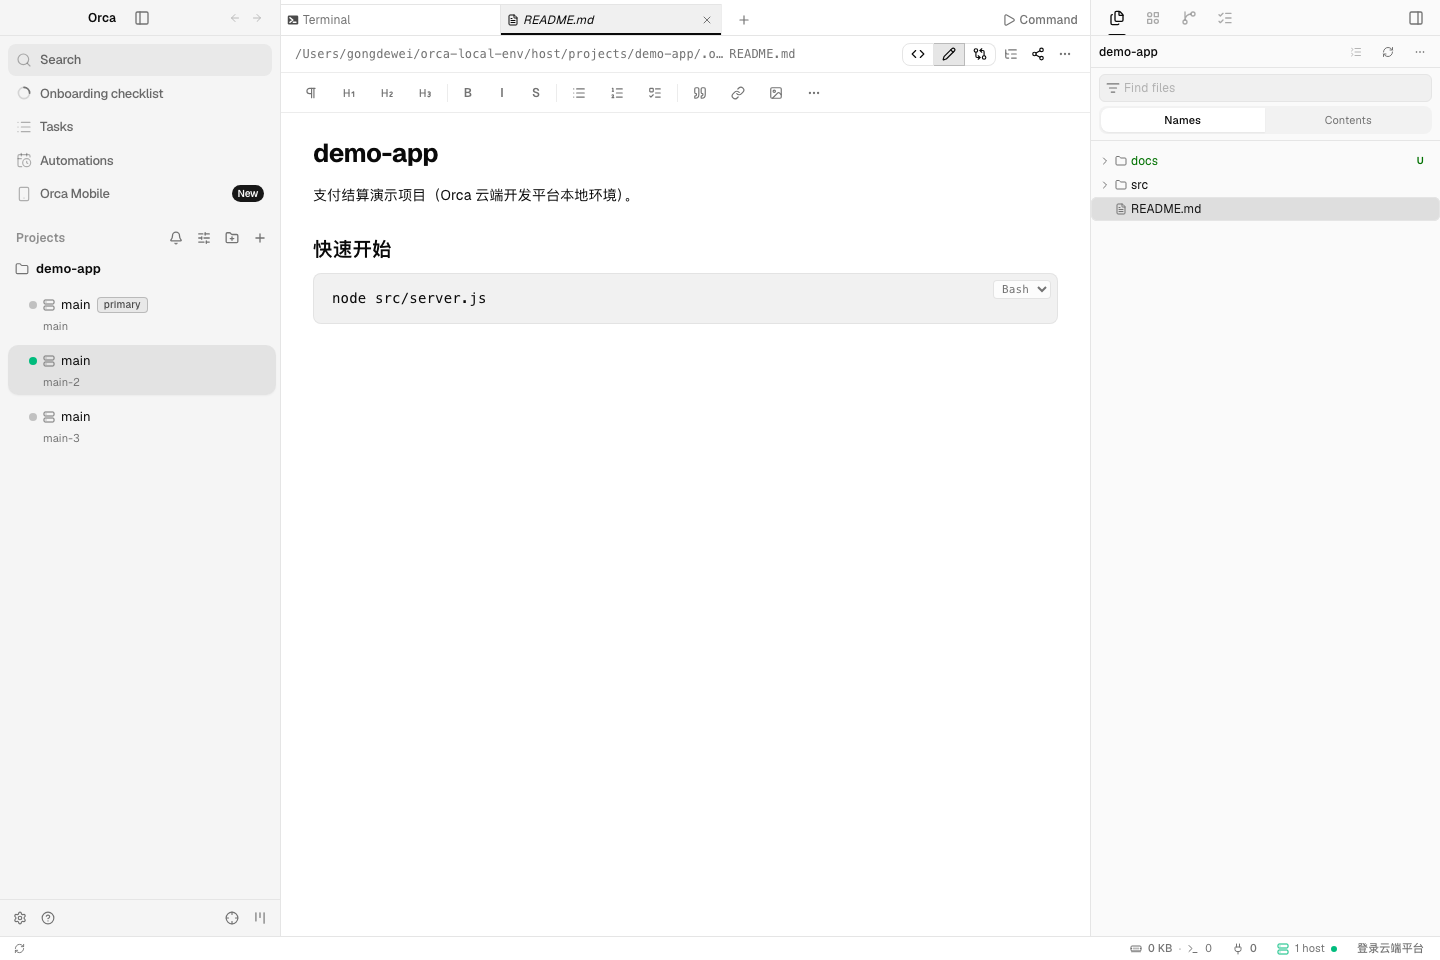 Orca
Terminal
README.md
Command
demo-app
Search
Onboarding checklist
Tasks
Automations
Orca Mobile
New
Projects
demo-app
main
primary
main
main
main-2
main
main-3
/Users/gongdewei/orca-local-env/host/projects/demo-app/.o… README.md
H1
H2
H3
B
I
S
demo-app
支付结算演示项目（Orca 云端开发平台本地环境）。
快速开始
node src/server.js
Bash
Find files
Names
Contents
docs
U
src
README.md
0 KB · 0
0
1 host
登录云端平台